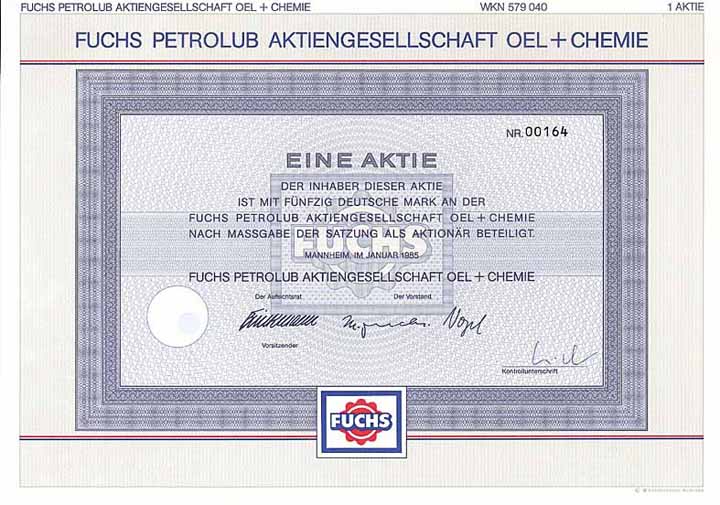 FUCHS PETROLUB AKTIENGESELLSCHAFT OEL + CHEMIE WKN 579 040 1 AKTIE
FUCHS PETROLUB AKTIENGESELLSCHAFT OEL+CHEMIE
NR. 00164
EINE AKTIE
DER INHABER DIESER AKTIE
IST MIT FÜNFZIG DEUTSCHE MARK AN DER
FUCHS PETROLUB AKTIENGESELLSCHAFT OEL + CHEMIE
NACH MASSGABE DER SATZUNG ALS AKTIONÄR BETEILIGT.
FUCHS
MANNHEIM, IM JANUAR 1985
FUCHS PETROLUB AKTIENGESELLSCHAFT OEL + CHEMIE
Der Aufsichtsrat Der Vorstand
Vorsitzender
Kontrollunterschrift
FUCHS